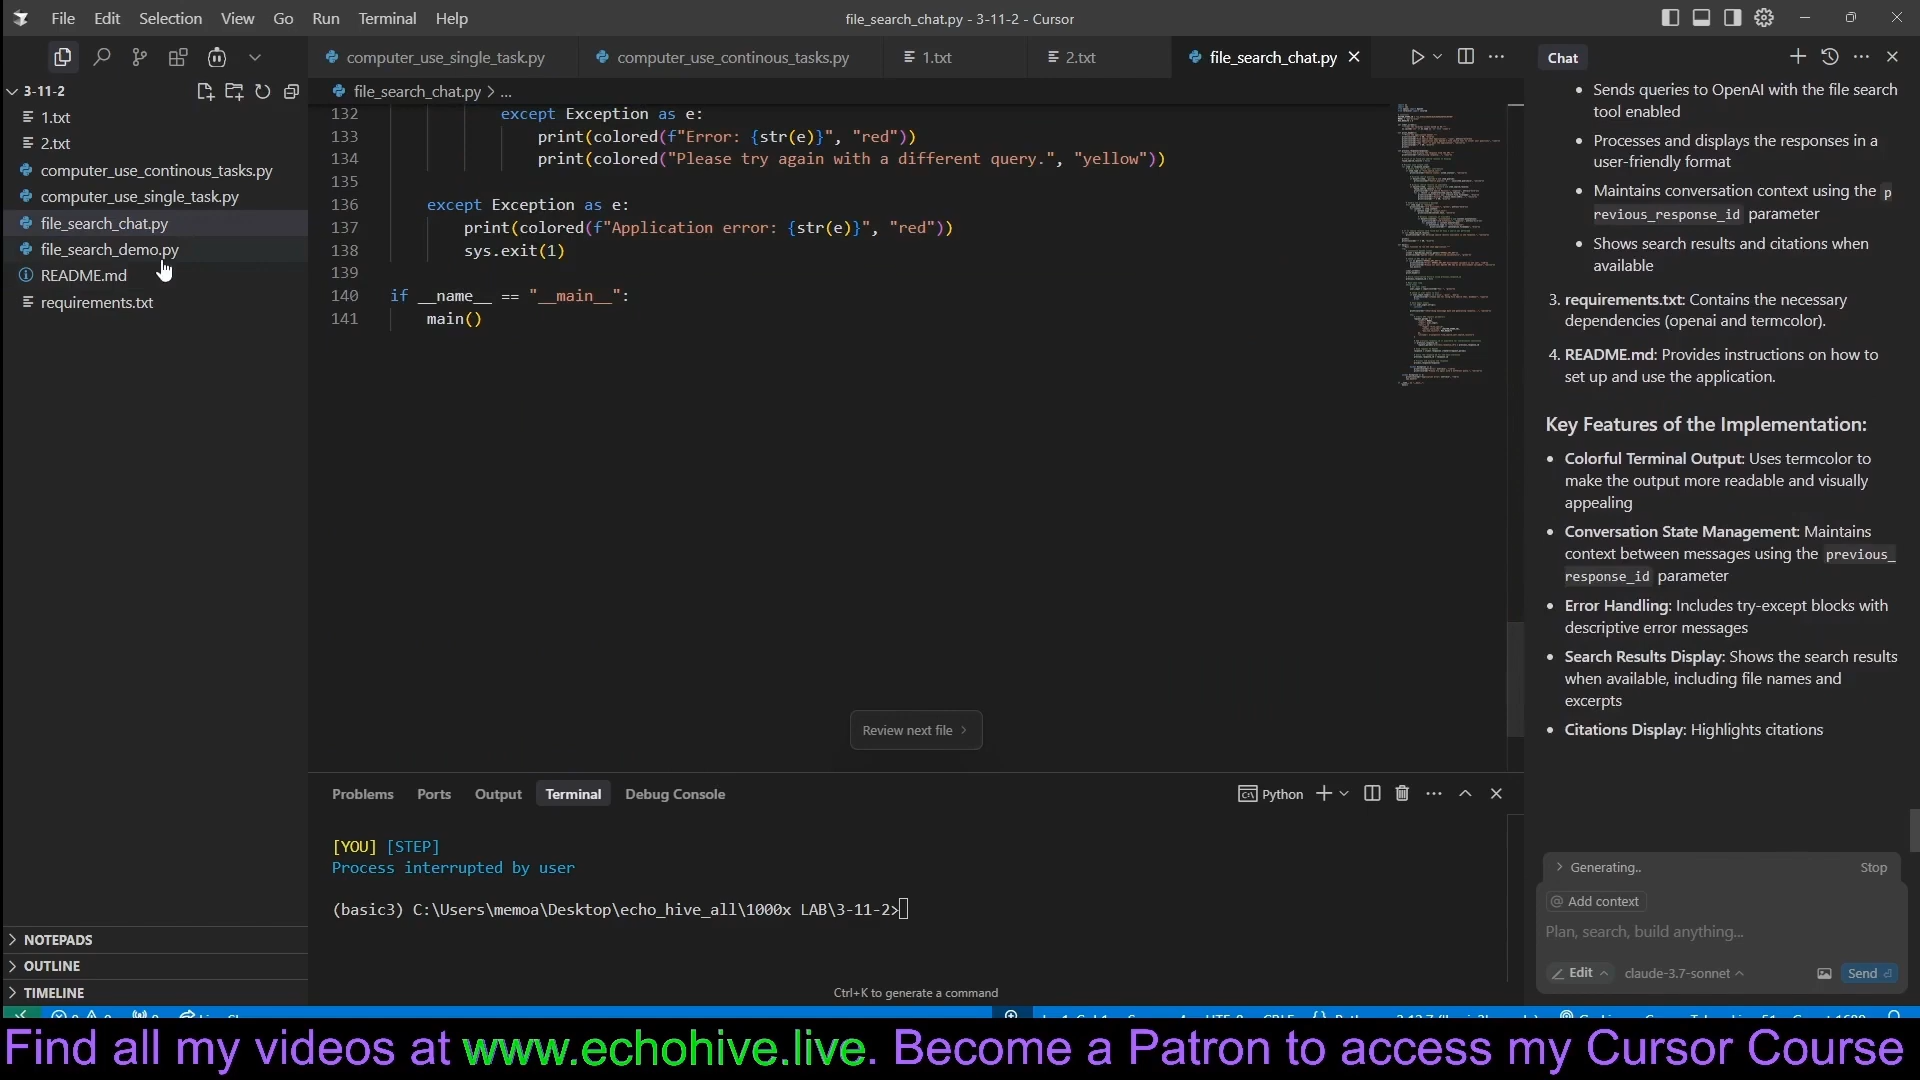 File Edit Selection View Go Run Terminal Help
file_search_chat.py - 3-11-2 - Cursor
computer_use_single_task.py
computer_use_continous_tasks.py
1.txt
2.txt
file_search_chat.py
Chat
3-11-2
1.txt
2.txt
computer_use_continous_tasks.py
computer_use_single_task.py
file_search_chat.py
file_search_demo.py
README.md
requirements.txt
NOTEPADS
OUTLINE
TIMELINE
file_search_chat.py > ...
132 except Exception as e:
133 print(colored(f"Error: {str(e)}", "red"))
134 print(colored("Please try again with a different query.", "yellow"))
135
136 except Exception as e:
137 print(colored(f"Application error: {str(e)}", "red"))
138 sys.exit(1)
139
140 if __name__ == "__main__":
141 main()
Review next file >
Problems Ports Output Terminal Debug Console
Python
[YOU] [STEP]
Process interrupted by user
(basic3) C:\Users\memoa\Desktop\echo_hive_all\1000x LAB\3-11-2>
Ctrl+K to generate a command
• Sends queries to OpenAI with the file search
tool enabled
• Processes and displays the responses in a
user-friendly format
• Maintains conversation context using the p
revious_response_id parameter
• Shows search results and citations when
available
3. requirements.txt: Contains the necessary
dependencies (openai and termcolor).
4. README.md: Provides instructions on how to
set up and use the application.
Key Features of the Implementation:
• Colorful Terminal Output: Uses termcolor to
make the output more readable and visually
appealing
• Conversation State Management: Maintains
context between messages using the previous_
response_id parameter
• Error Handling: Includes try-except blocks with
descriptive error messages
• Search Results Display: Shows the search results
when available, including file names and
excerpts
• Citations Display: Highlights citations
> Generating.. Stop
@ Add context
Plan, search, build anything...
Edit claude-3.7-sonnet Send
Find all my videos at www.echohive.live. Become a Patron to access my Cursor Course